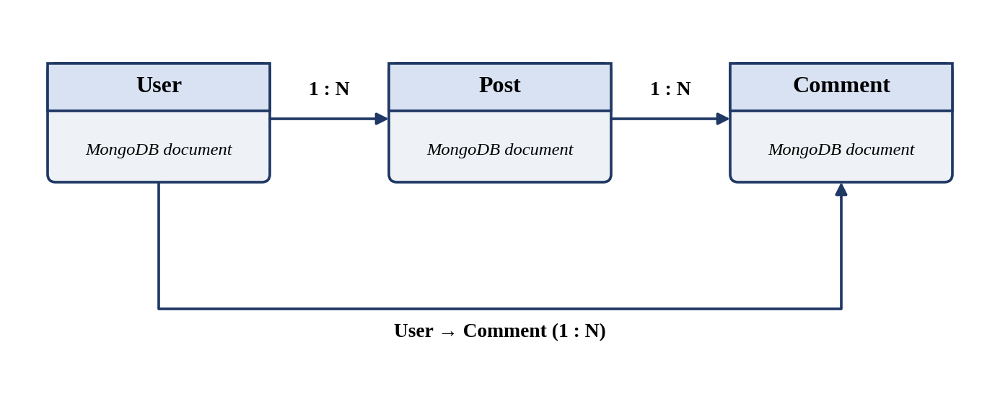 User
1 : N
Post
1 : N
Comment
MongoDB document
MongoDB document
MongoDB document
User → Comment (1 : N)